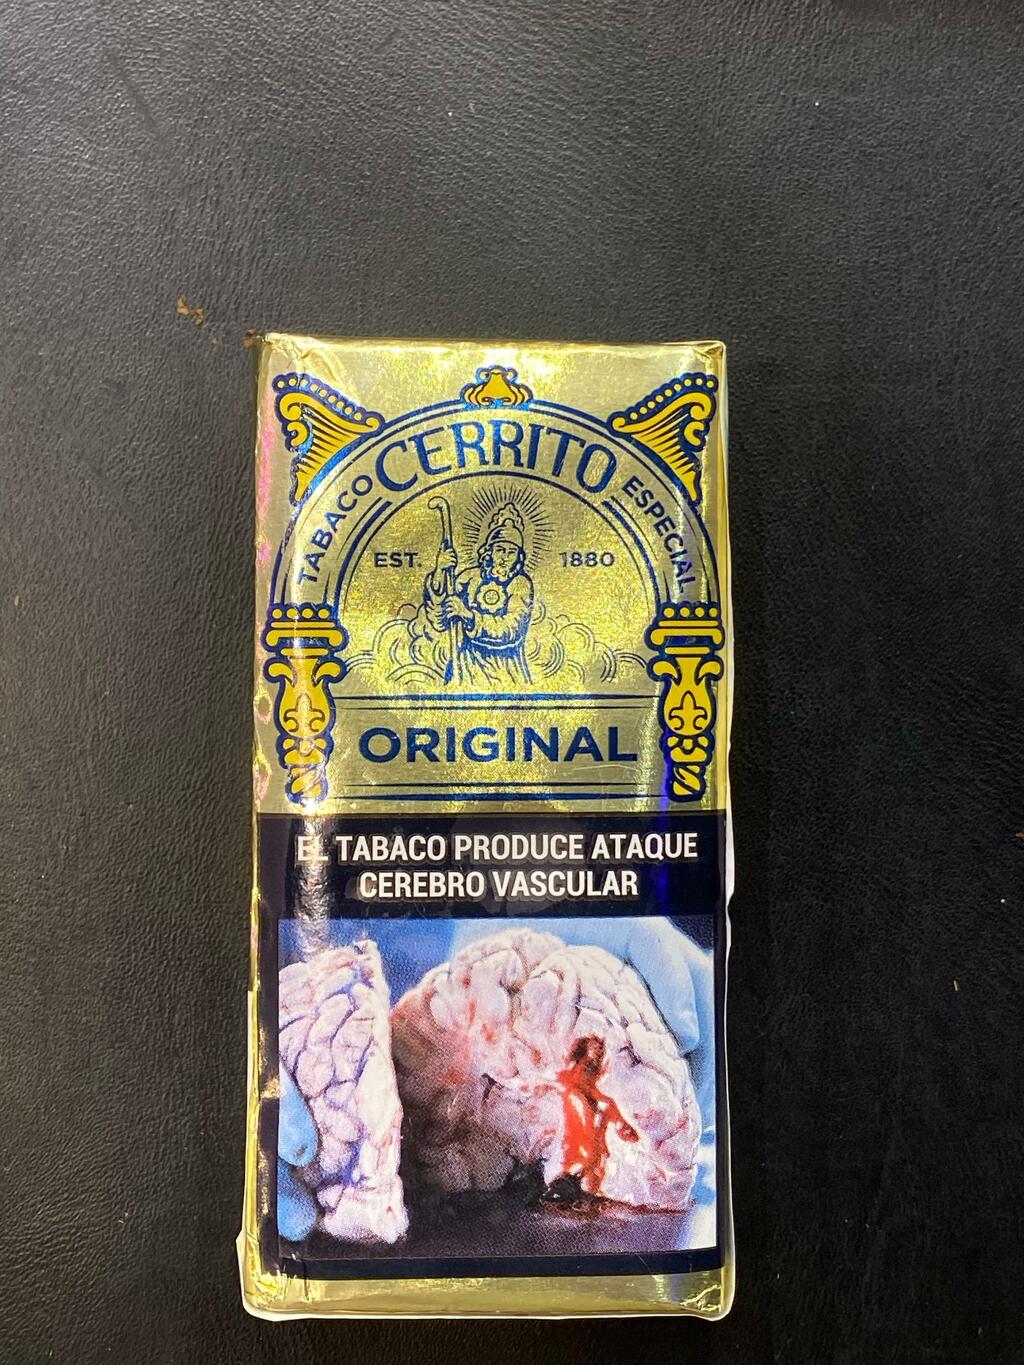 CERRITO
TABACO ESPECIAL
EST. 1880
ORIGINAL
EL TABACO PRODUCE ATAQUE
CEREBRO VASCULAR